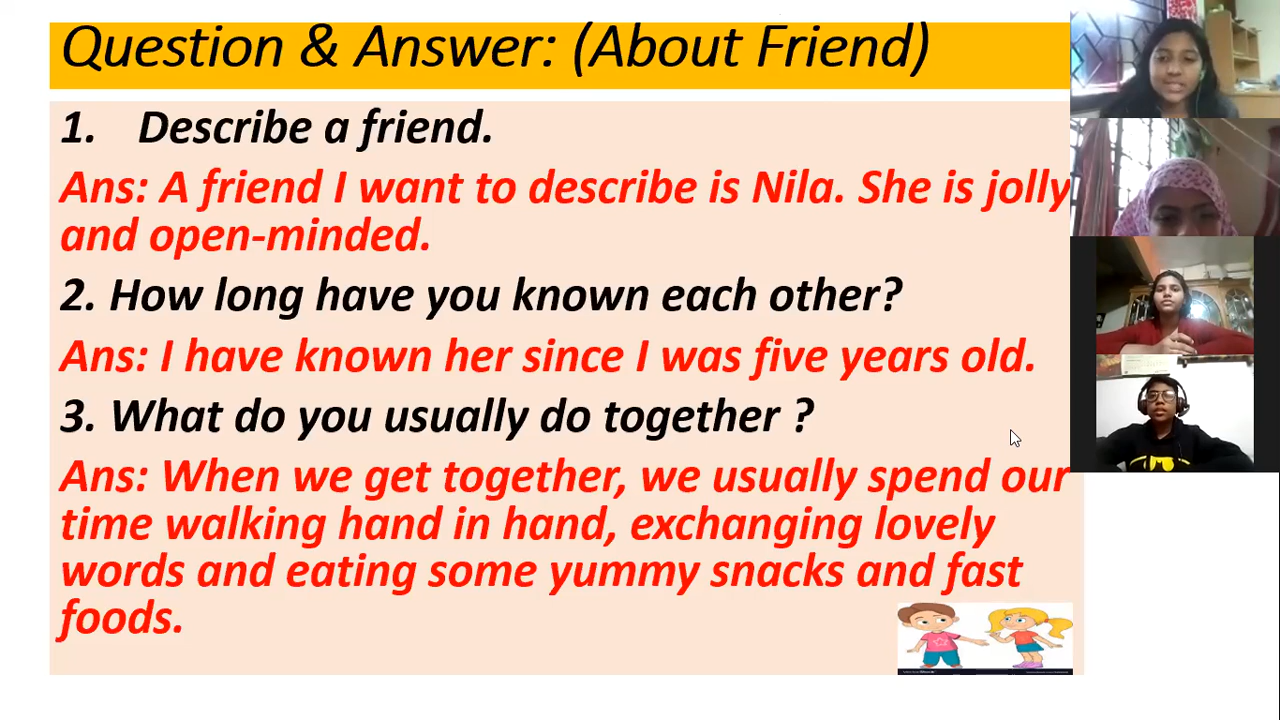 Question & Answer: (About Friend)
1. Describe a friend.
Ans: A friend I want to describe is Nila. She is jolly
and open-minded.
2. How long have you known each other?
Ans: I have known her since I was five years old.
3. What do you usually do together ?
Ans: When we get together, we usually spend our
time walking hand in hand, exchanging lovely
words and eating some yummy snacks and fast
foods.